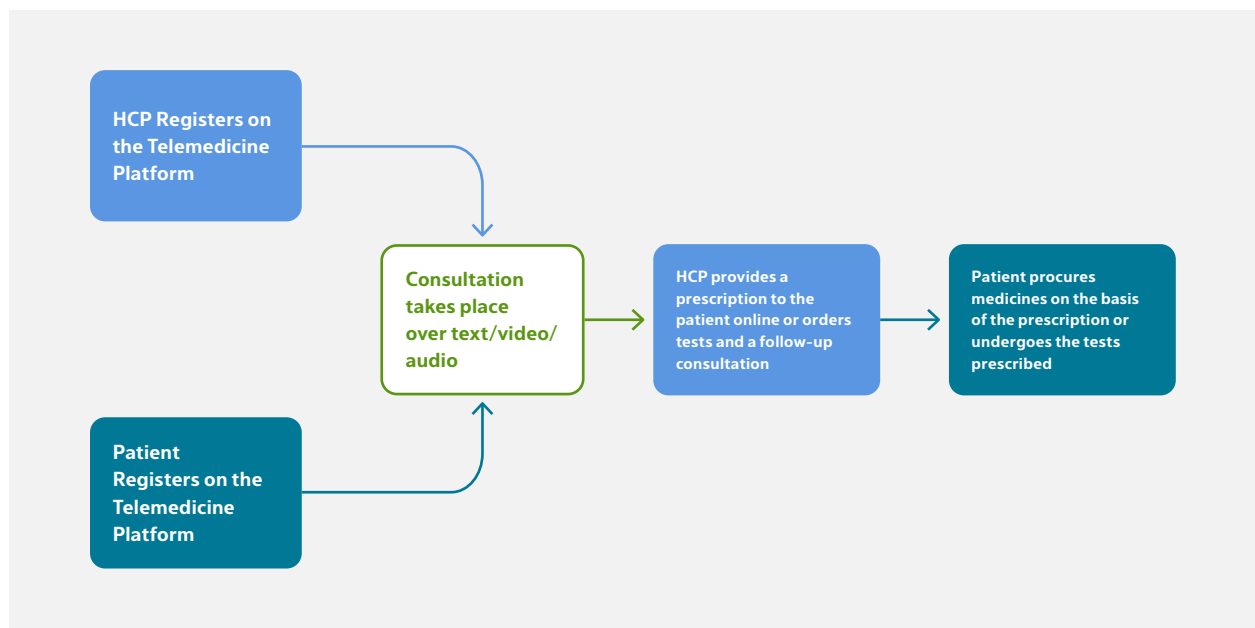 HCP Registers on
the Telemedicine
Platform
Consultation
takes place
over text/video/
audio
HCP provides a
prescription to the
patient online or orders
tests and a follow-up
consultation
Patient procures
medicines on the basis
of the prescription or
undergoes the tests
prescribed
Patient
Registers on the
Telemedicine
Platform